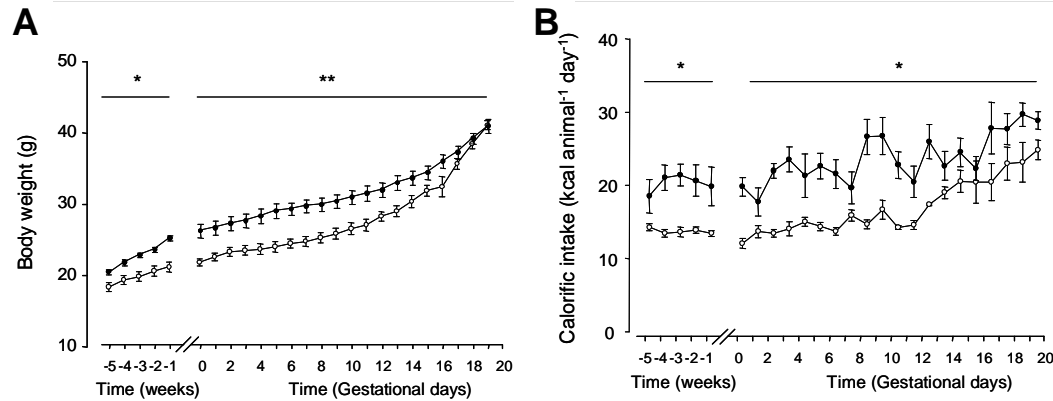 A
Body weight (g)
50
40
30
20
10
*
**
-5 -4 -3 -2 -1
0 2 4 6 8 10 12 14 16 18 20
Time (weeks)
Time (Gestational days)
B
Calorific intake (kcal animal-1 day-1)
40
30
20
10
0
*
*
-5 -4 -3 -2 -1
0 2 4 6 8 10 12 14 16 18 20
Time (weeks)
Time (Gestational days)